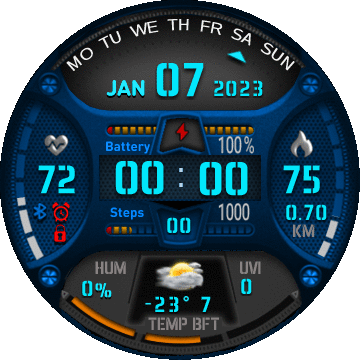 MO TU WE TH FR SA SUN
JAN 07 2023
Battery 100%
72 00 : 00 75
Steps 00 1000
0.70
KM
HUM UVI
0% 0
-23° 7
TEMP BFT